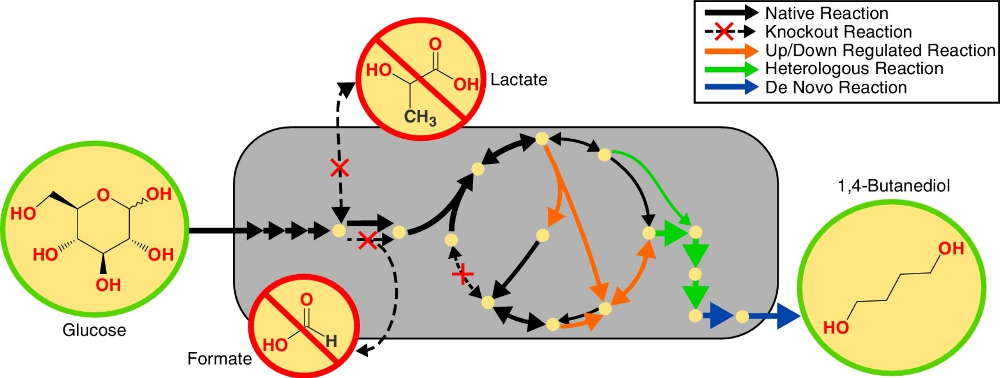 Native Reaction
Knockout Reaction
Up/Down Regulated Reaction
Heterologous Reaction
De Novo Reaction
O
HO
OH
CH3
Lactate
O
OH
HO
HO
OH
OH
Glucose
O
HO
H
Formate
1,4-Butanediol
OH
HO